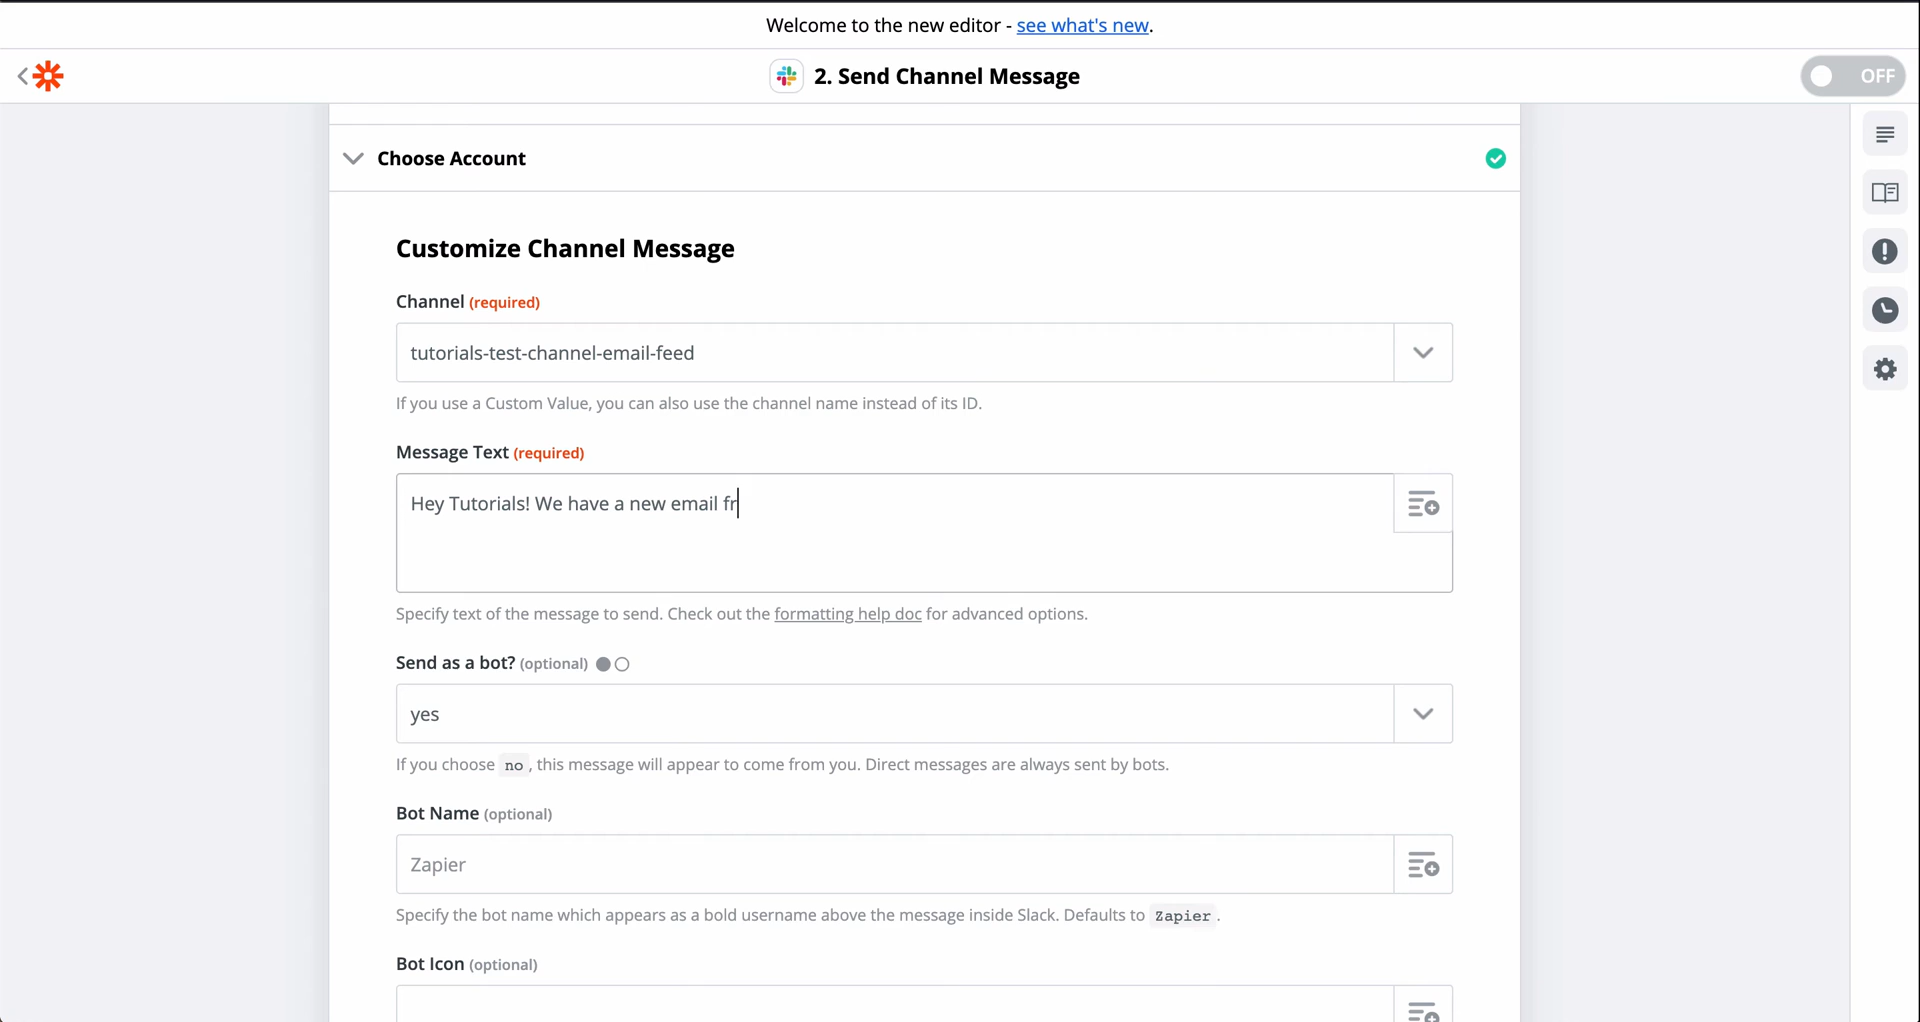 Welcome to the new editor - see what's new.
2. Send Channel Message
OFF
Choose Account
Customize Channel Message
Channel (required)
tutorials-test-channel-email-feed
If you use a Custom Value, you can also use the channel name instead of its ID.
Message Text (required)
Hey Tutorials! We have a new email fr
Specify text of the message to send. Check out the formatting help doc for advanced options.
Send as a bot? (optional)
yes
If you choose no, this message will appear to come from you. Direct messages are always sent by bots.
Bot Name (optional)
Zapier
Specify the bot name which appears as a bold username above the message inside Slack. Defaults to Zapier.
Bot Icon (optional)